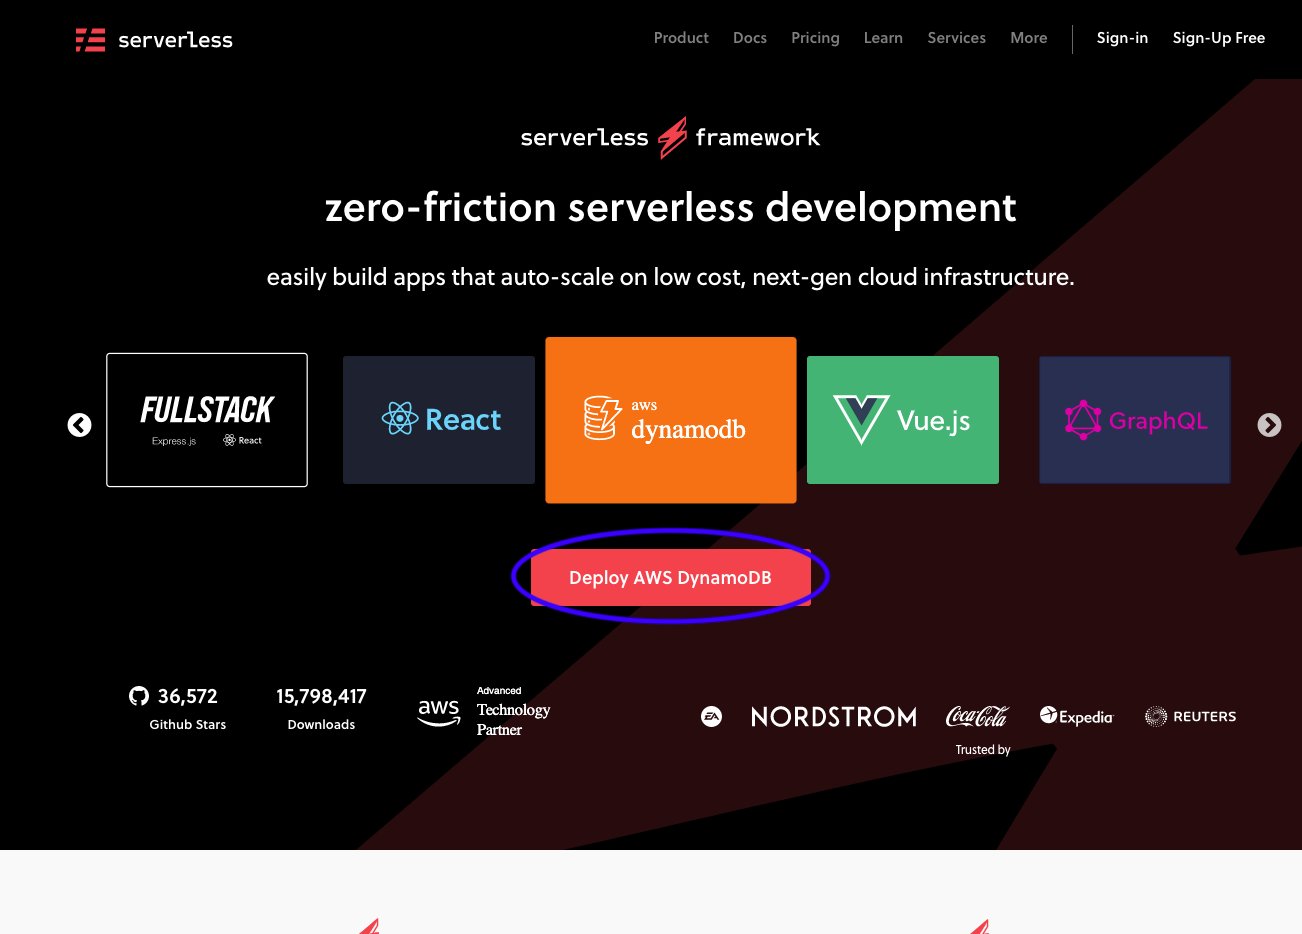 serverless
Product Docs Pricing Learn Services More Sign-in Sign-Up Free
serverless framework
zero-friction serverless development
easily build apps that auto-scale on low cost, next-gen cloud infrastructure.
FULLSTACK
Express.js React
React
aws
dynamodb
Vue.js
GraphQL
Deploy AWS DynamoDB
36,572
Github Stars
15,798,417
Downloads
aws
Advanced
Technology
Partner
EA
NORDSTROM
Coca-Cola
Expedia
REUTERS
Trusted by